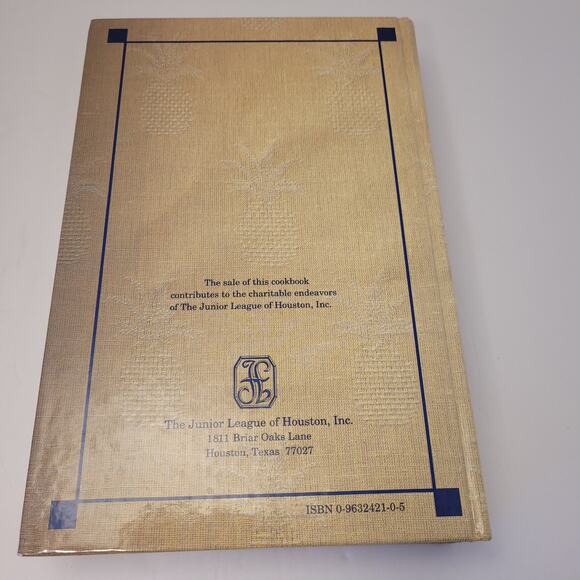 The sale of this cookbook
contributes to the charitable endeavors
of The Junior League of Houston, Inc.
JL
The Junior League of Houston, Inc.
1811 Briar Oaks Lane
Houston, Texas 77027
ISBN 0-9632421-0-5